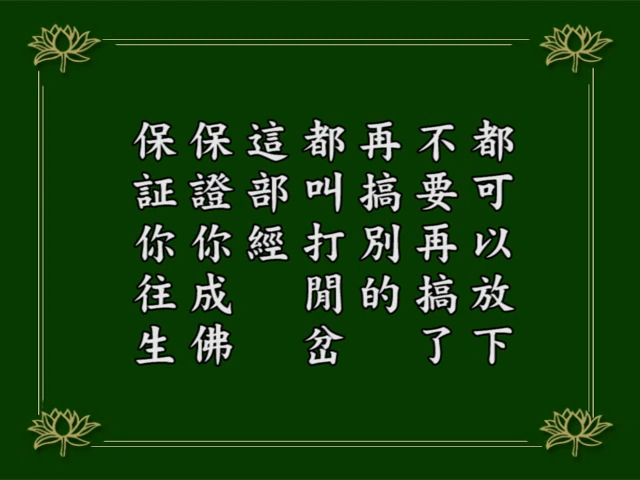 都可以放下
不要再搞了
再搞別的
都叫打閒岔
這部經
保證你成佛
保証你往生